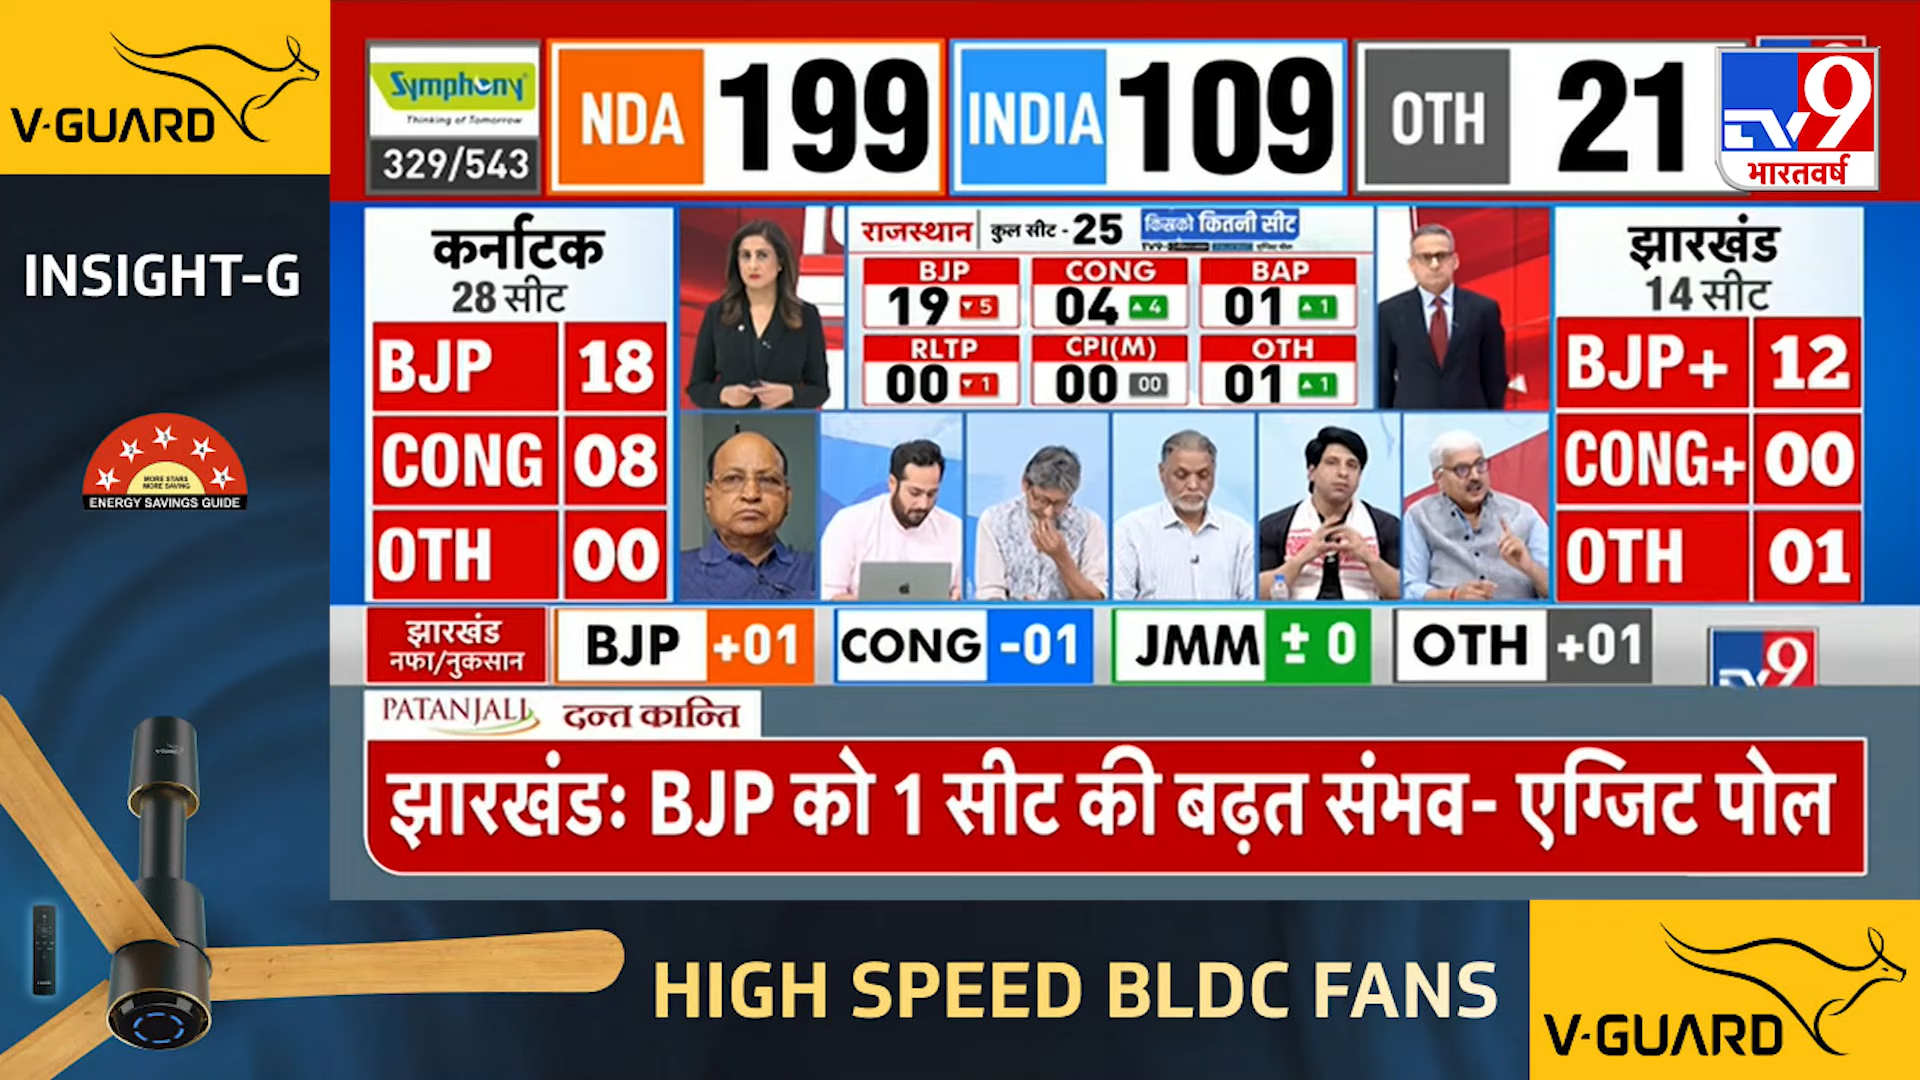 V-GUARD
INSIGHT-G
MORE STARS
MORE SAVING
ENERGY SAVINGS GUIDE
Symphony
Thinking of Tomorrow
329/543
NDA 199
INDIA 109
OTH 21
TV9
भारतवर्ष
कर्नाटक
28 सीट
BJP 18
CONG 08
OTH 00
राजस्थान कुल सीट - 25 किसको कितनी सीट
BJP CONG BAP
19 5 04 4 01 1
RLTP CPI(M) OTH
00 1 00 00 01 1
झारखंड
14 सीट
BJP+ 12
CONG+ 00
OTH 01
झारखंड
नफा/नुकसान
BJP +01 CONG -01 JMM ± 0 OTH +01
TV9
PATANJALI दन्त कान्ति
झारखंडः BJP को 1 सीट की बढ़त संभव- एग्जिट पोल
HIGH SPEED BLDC FANS
V-GUARD